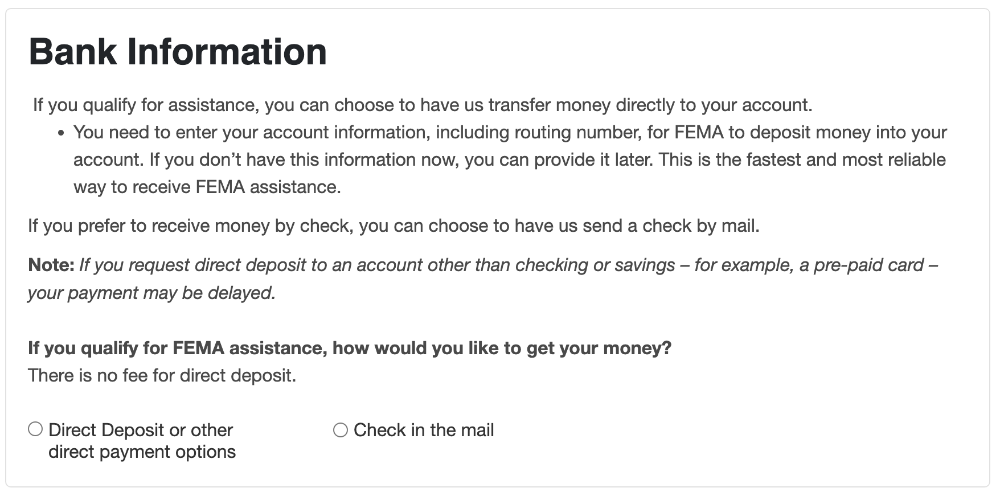 Bank Information
If you qualify for assistance, you can choose to have us transfer money directly to your account.
• You need to enter your account information, including routing number, for FEMA to deposit money into your
account. If you don’t have this information now, you can provide it later. This is the fastest and most reliable
way to receive FEMA assistance.
If you prefer to receive money by check, you can choose to have us send a check by mail.
Note: If you request direct deposit to an account other than checking or savings – for example, a pre-paid card –
your payment may be delayed.
If you qualify for FEMA assistance, how would you like to get your money?
There is no fee for direct deposit.
Direct Deposit or other
direct payment options
Check in the mail